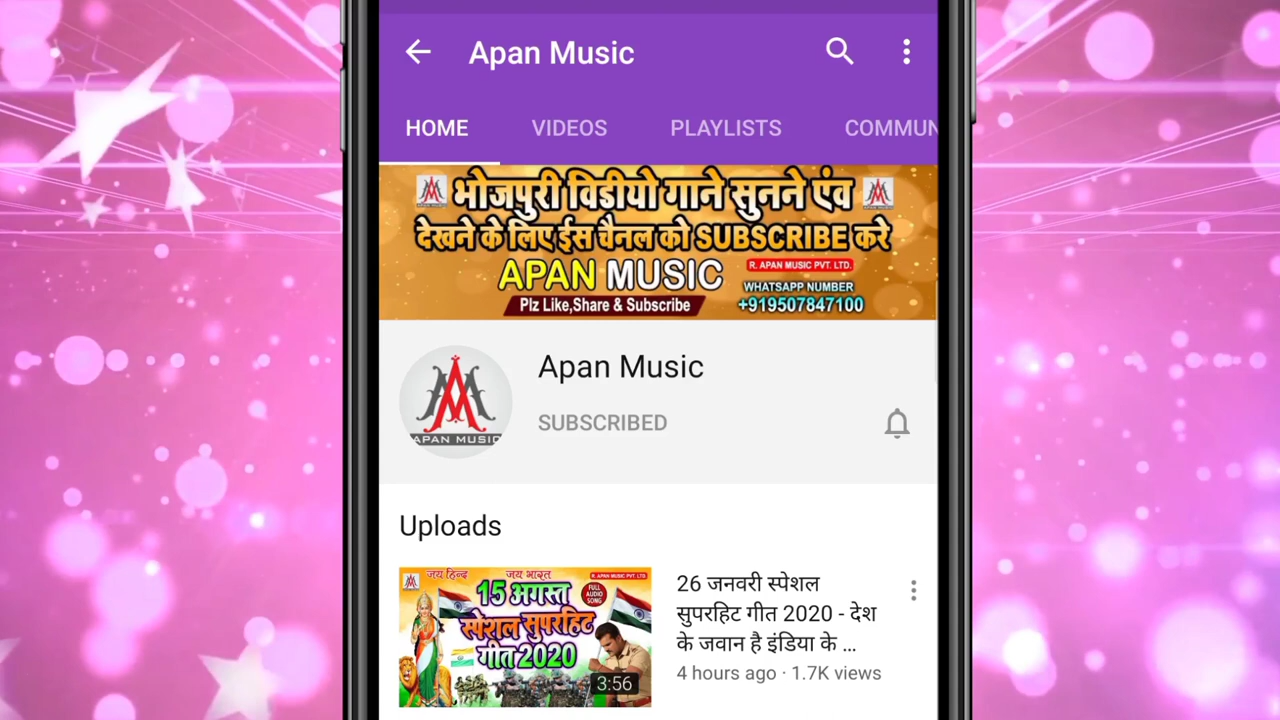 Apan Music
HOME VIDEOS PLAYLISTS COMMUN
भोजपुरी विडीयो गाने सुनने एंव
देखने के लिए ईस चैनल को SUBSCRIBE करे
APAN MUSIC
R. APAN MUSIC PVT. LTD.
WHATSAPP NUMBER
Plz Like,Share & Subscribe
+919507847100
Apan Music
SUBSCRIBED
APAN MUSIC
Uploads
जय हिन्द जय भारत
R. APAN MUSIC PVT. LTD
15 अगस्त
FULL
AUDIO
SONG
स्पेशल सुपरहिट
गीत 2020
3:56
26 जनवरी स्पेशल
सुपरहिट गीत 2020 - देश
के जवान है इंडिया के ...
4 hours ago · 1.7K views